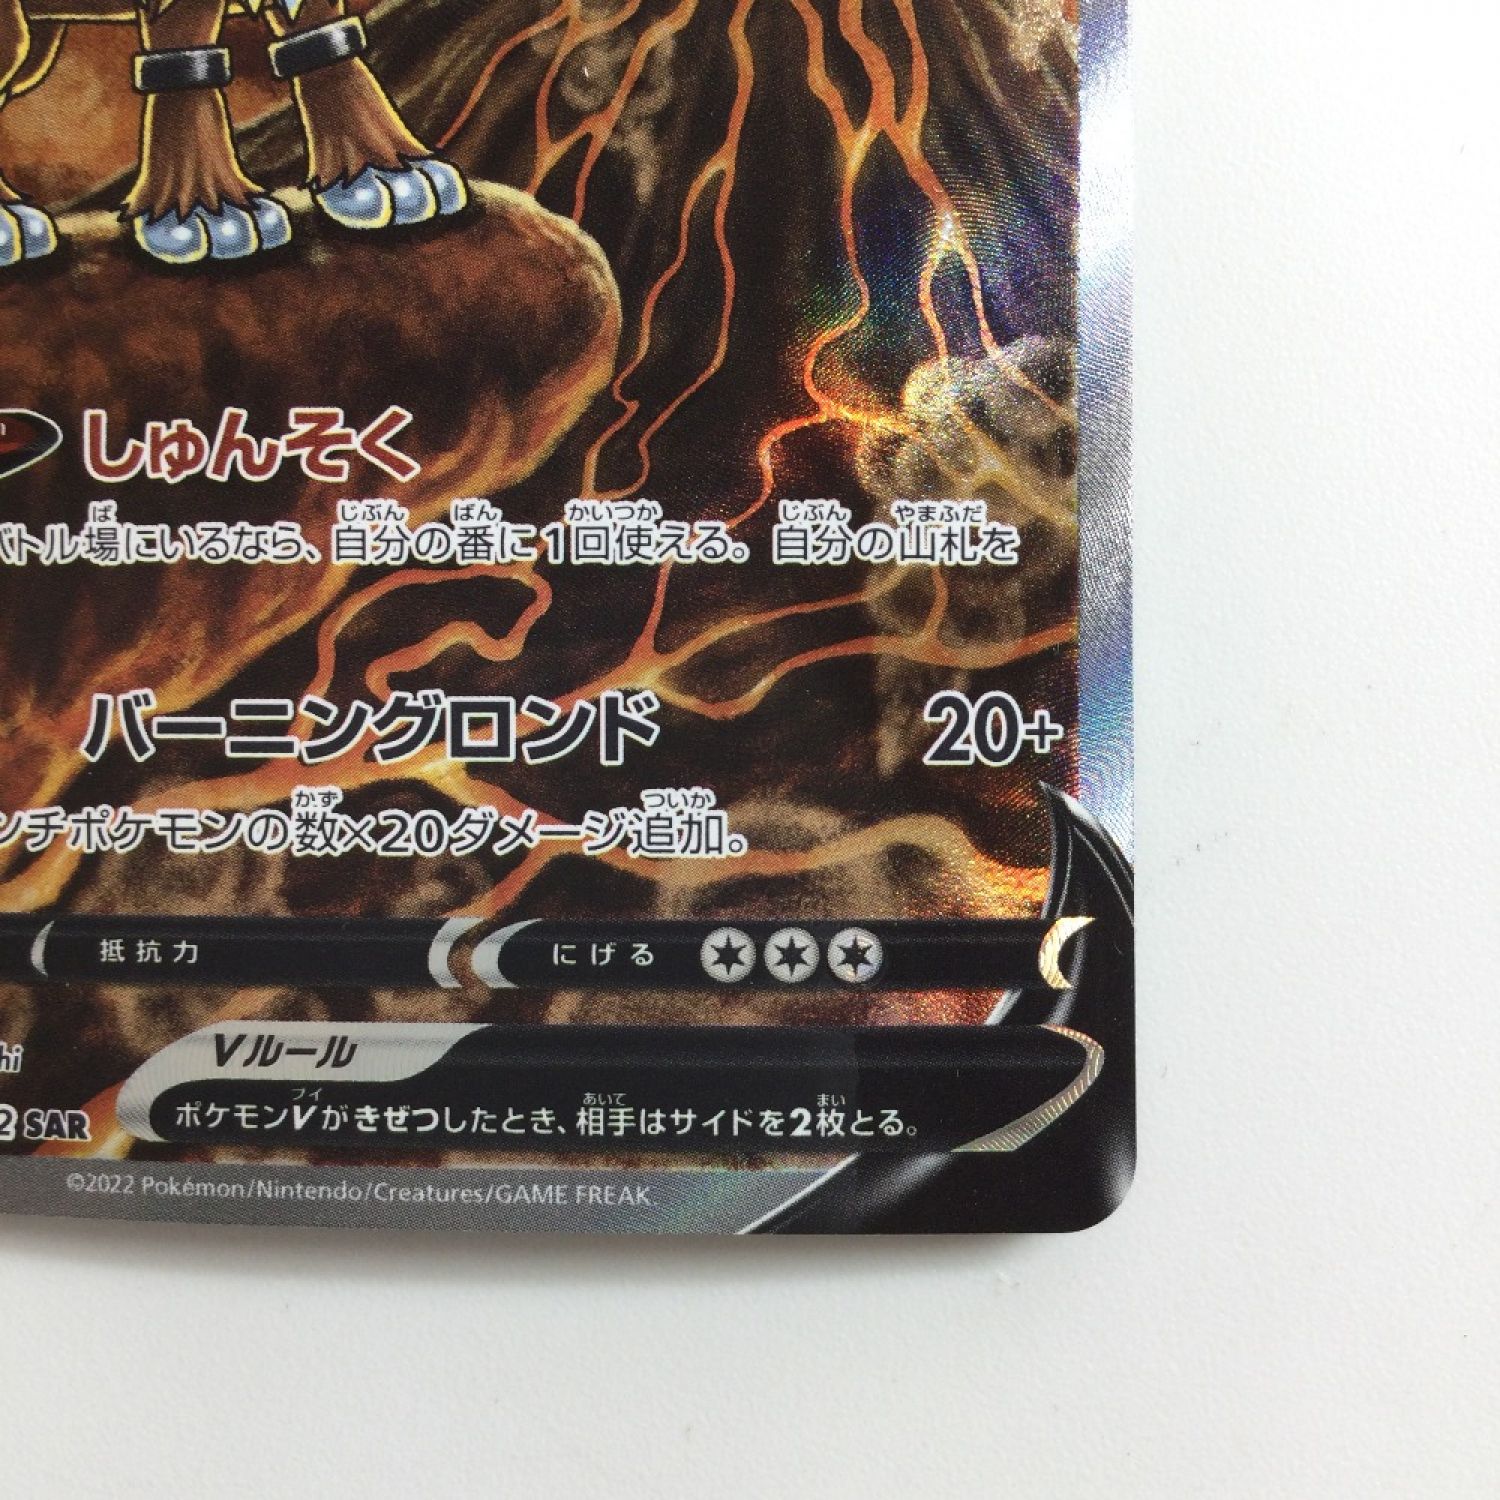 しゅんそく
バトル場にいるなら、自分の番に1回使える。自分の山札を
バーニングロンド 20+
ンチポケモンの数×20ダメージ追加。
抵抗力 にげる
Vルール
hi
ポケモンVがきぜつしたとき、相手はサイドを2枚とる。
2 SAR
©2022 Pokémon/Nintendo/Creatures/GAME FREAK